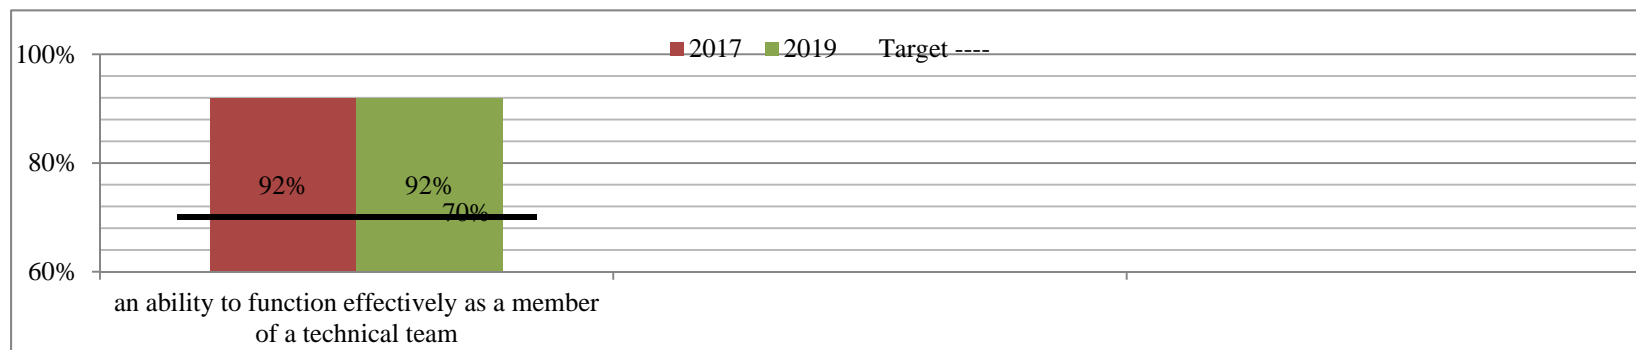 2017 2019 Target ----
100%
80%
60%
92% 92%
70%
an ability to function effectively as a member
of a technical team